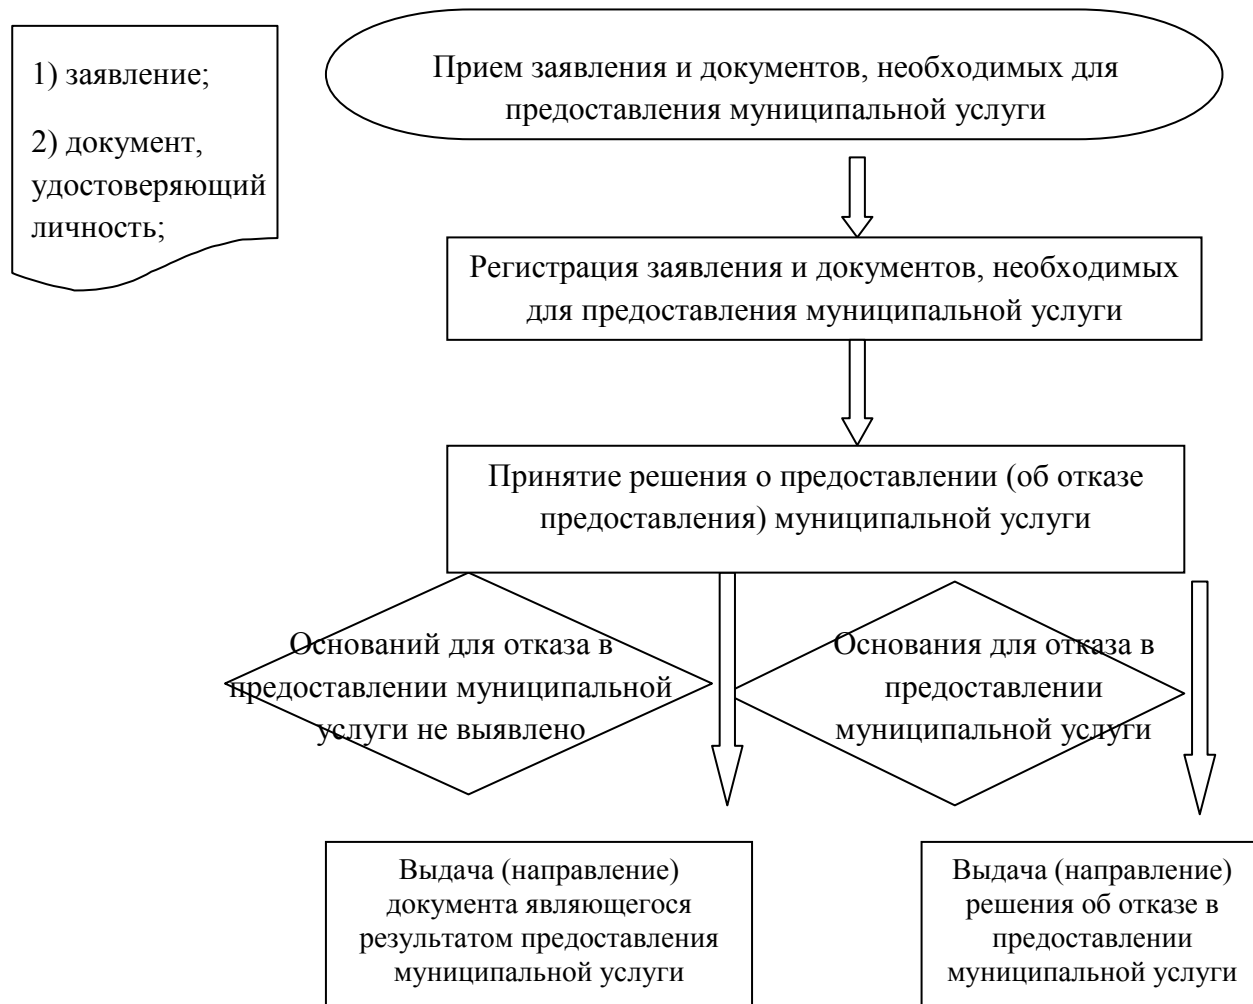 1) заявление;
2) документ,
удостоверяющий
личность;
Прием заявления и документов, необходимых для
предоставления муниципальной услуги
Регистрация заявления и документов, необходимых
для предоставления муниципальной услуги
Принятие решения о предоставлении (об отказе
предоставления) муниципальной услуги
Оснований для отказа в
предоставлении муниципальной
услуги не выявлено
Основания для отказа в
предоставлении
муниципальной услуги
Выдача (направление)
документа являющегося
результатом предоставления
муниципальной услуги
Выдача (направление)
решения об отказе в
предоставлении
муниципальной услуги